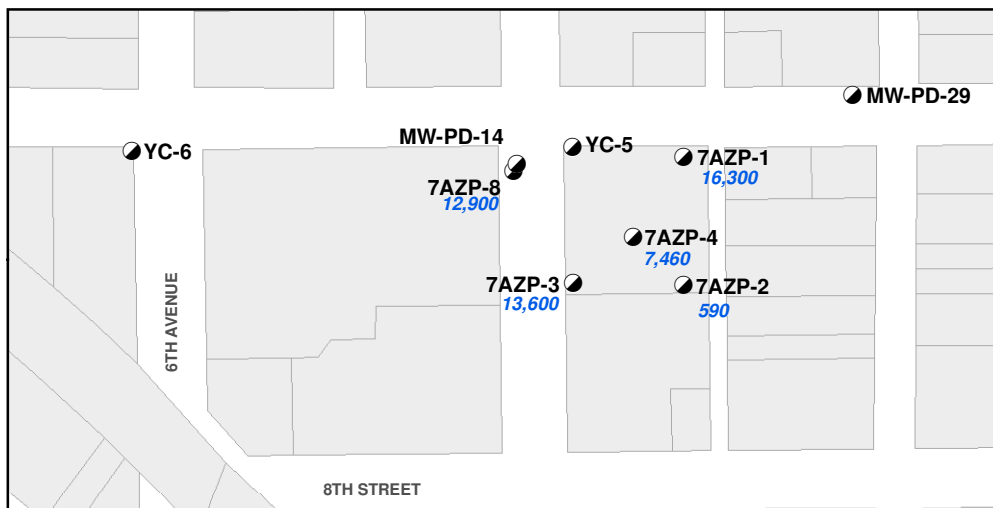 MW-PD-29
MW-PD-14
YC-5
YC-6
7AZP-1
16,300
7AZP-8
12,900
7AZP-4
7,460
7AZP-3
13,600
7AZP-2
590
6TH AVENUE
8TH STREET